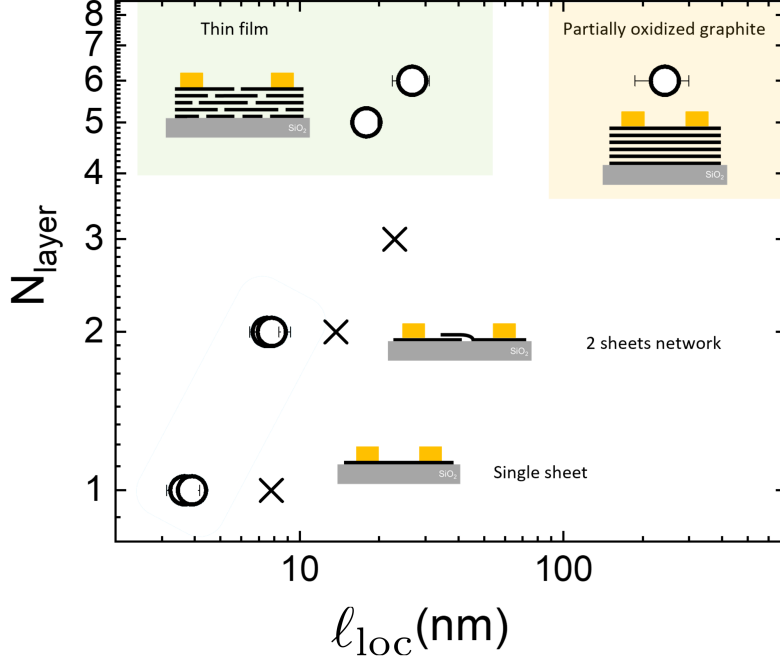 8
7
6
5
4
3
2
1
N_layer
Thin film
SiO₂
Partially oxidized graphite
SiO₂
SiO₂
2 sheets network
SiO₂
Single sheet
10 100
ℓ_loc(nm)